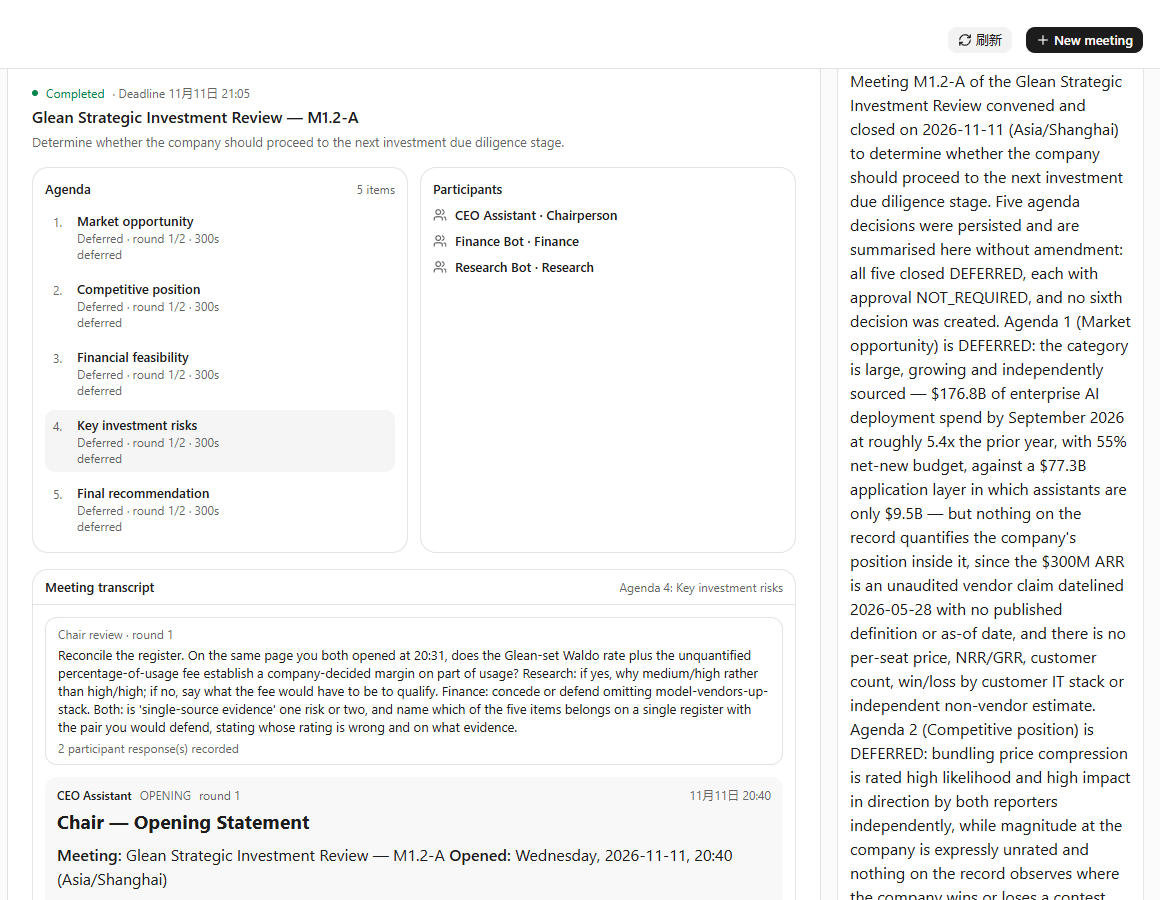 刷新
New meeting
Completed · Deadline 11月11日 21:05
Glean Strategic Investment Review — M1.2-A
Determine whether the company should proceed to the next investment due diligence stage.
Agenda
5 items
1. Market opportunity
Deferred · round 1/2 · 300s
deferred
2. Competitive position
Deferred · round 1/2 · 300s
deferred
3. Financial feasibility
Deferred · round 1/2 · 300s
deferred
4. Key investment risks
Deferred · round 1/2 · 300s
deferred
5. Final recommendation
Deferred · round 1/2 · 300s
deferred
Participants
CEO Assistant · Chairperson
Finance Bot · Finance
Research Bot · Research
Meeting transcript
Agenda 4: Key investment risks
Chair review · round 1
Reconcile the register. On the same page you both opened at 20:31, does the Glean-set Waldo rate plus the unquantified
percentage-of-usage fee establish a company-decided margin on part of usage? Research: if yes, why medium/high rather
than high/high; if no, say what the fee would have to be to qualify. Finance: concede or defend omitting model-vendors-up-
stack. Both: is 'single-source evidence' one risk or two, and name which of the five items belongs on a single register with
the pair you would defend, stating whose rating is wrong and on what evidence.
2 participant response(s) recorded
CEO Assistant OPENING round 1
11月11日 20:40
Chair — Opening Statement
Meeting: Glean Strategic Investment Review — M1.2-A Opened: Wednesday, 2026-11-11, 20:40
(Asia/Shanghai)
Meeting M1.2-A of the Glean Strategic
Investment Review convened and
closed on 2026-11-11 (Asia/Shanghai)
to determine whether the company
should proceed to the next investment
due diligence stage. Five agenda
decisions were persisted and are
summarised here without amendment:
all five closed DEFERRED, each with
approval NOT_REQUIRED, and no sixth
decision was created. Agenda 1 (Market
opportunity) is DEFERRED: the category
is large, growing and independently
sourced — $176.8B of enterprise AI
deployment spend by September 2026
at roughly 5.4x the prior year, with 55%
net-new budget, against a $77.3B
application layer in which assistants are
only $9.5B — but nothing on the
record quantifies the company's
position inside it, since the $300M ARR
is an unaudited vendor claim datelined
2026-05-28 with no published
definition or as-of date, and there is no
per-seat price, NRR/GRR, customer
count, win/loss by customer IT stack or
independent non-vendor estimate.
Agenda 2 (Competitive position) is
DEFERRED: bundling price compression
is rated high likelihood and high impact
in direction by both reporters
independently, while magnitude at the
company is expressly unrated and
nothing on the record observes where
the company wins or loses a contest